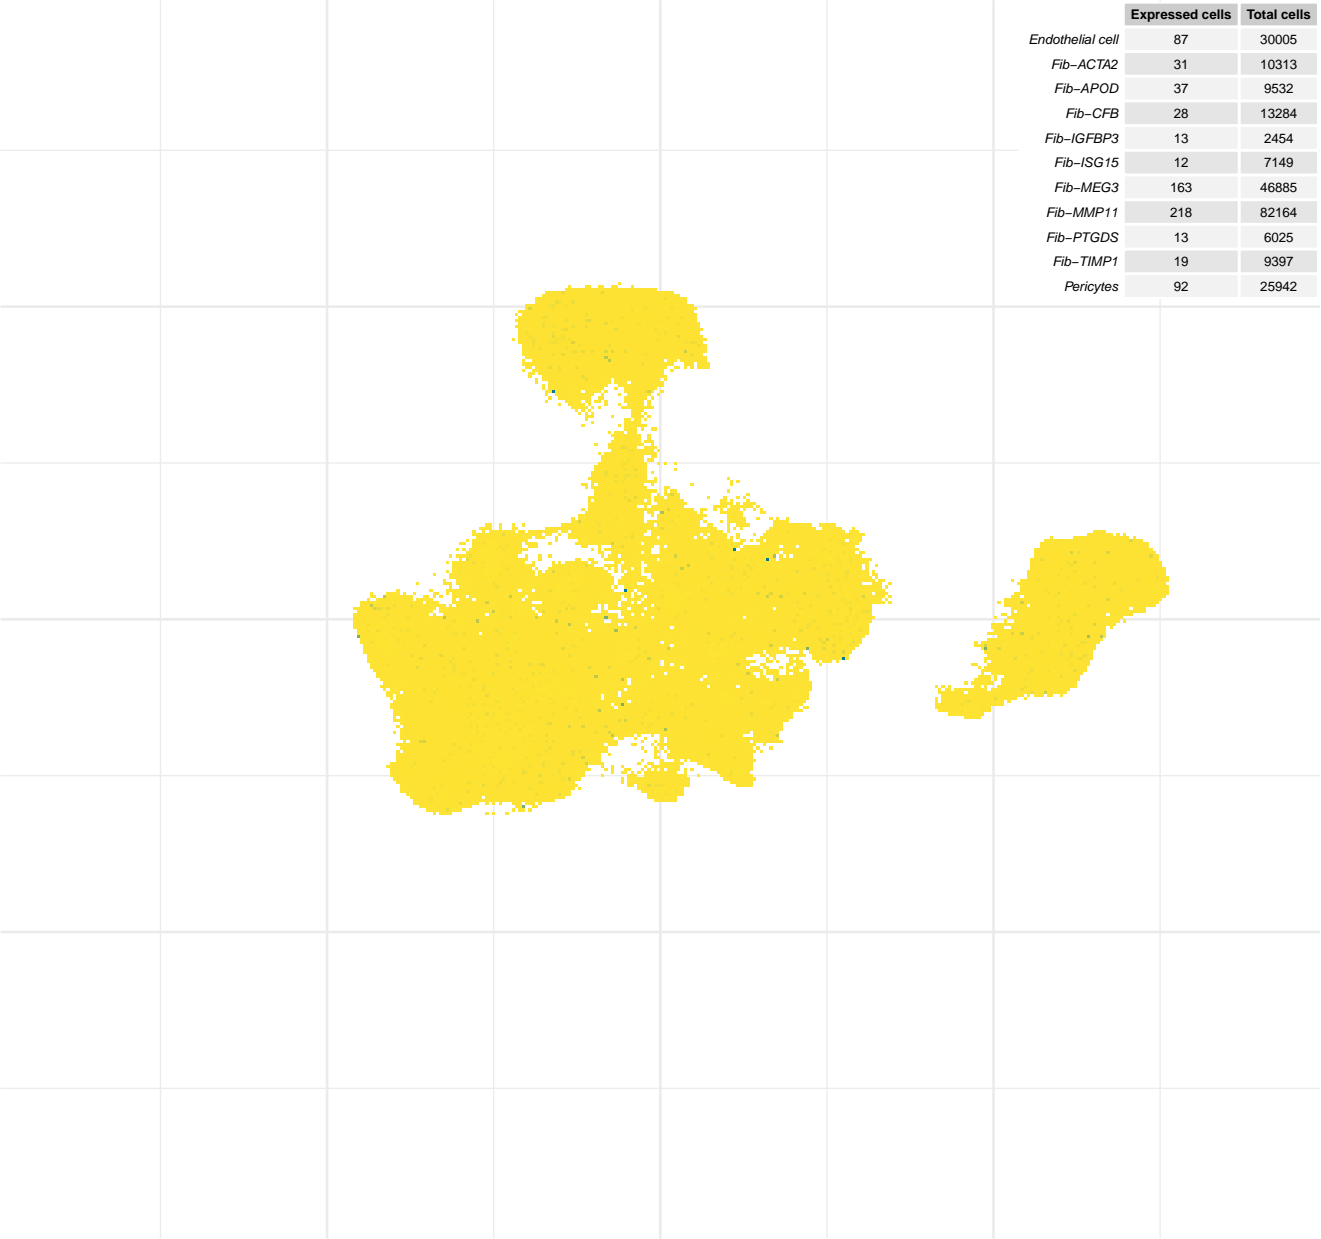 Expressed cells Total cells
Endothelial cell 87 30005
Fib−ACTA2 31 10313
Fib−APOD 37 9532
Fib−CFB 28 13284
Fib−IGFBP3 13 2454
Fib−ISG15 12 7149
Fib−MEG3 163 46885
Fib−MMP11 218 82164
Fib−PTGDS 13 6025
Fib−TIMP1 19 9397
Pericytes 92 25942